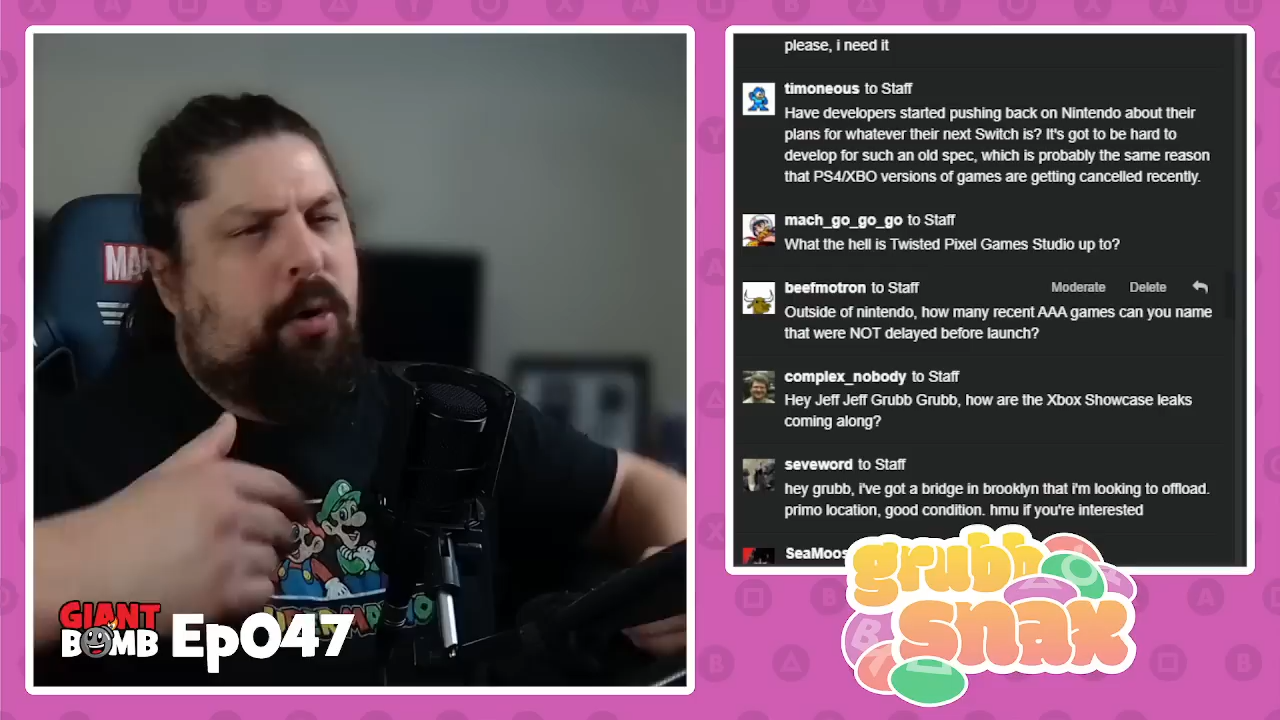 please, i need it
timoneous to Staff
Have developers started pushing back on Nintendo about their
plans for whatever their next Switch is? It's got to be hard to
develop for such an old spec, which is probably the same reason
that PS4/XBO versions of games are getting cancelled recently.
mach_go_go_go to Staff
What the hell is Twisted Pixel Games Studio up to?
beefmotron to Staff Moderate Delete
Outside of nintendo, how many recent AAA games can you name
that were NOT delayed before launch?
complex_nobody to Staff
Hey Jeff Jeff Grubb Grubb, how are the Xbox Showcase leaks
coming along?
seveword to Staff
hey grubb, i've got a bridge in brooklyn that i'm looking to offload.
primo location, good condition. hmu if you're interested
SeaMoos
MA
GIANT
BOMB Ep047
grubb
snax